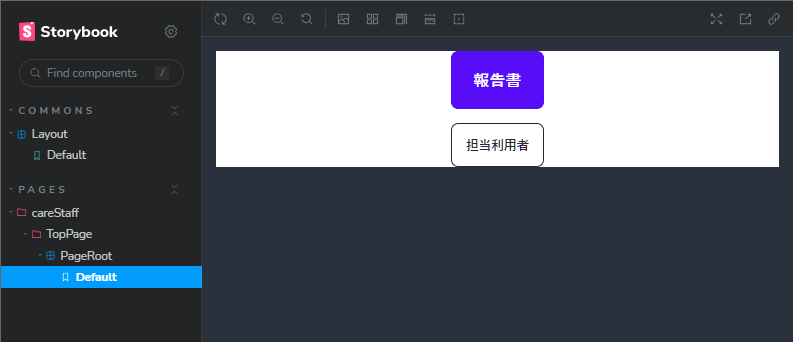 Storybook
Find components /
COMMONS
Layout
Default
PAGES
careStaff
TopPage
PageRoot
Default
報告書
担当利用者